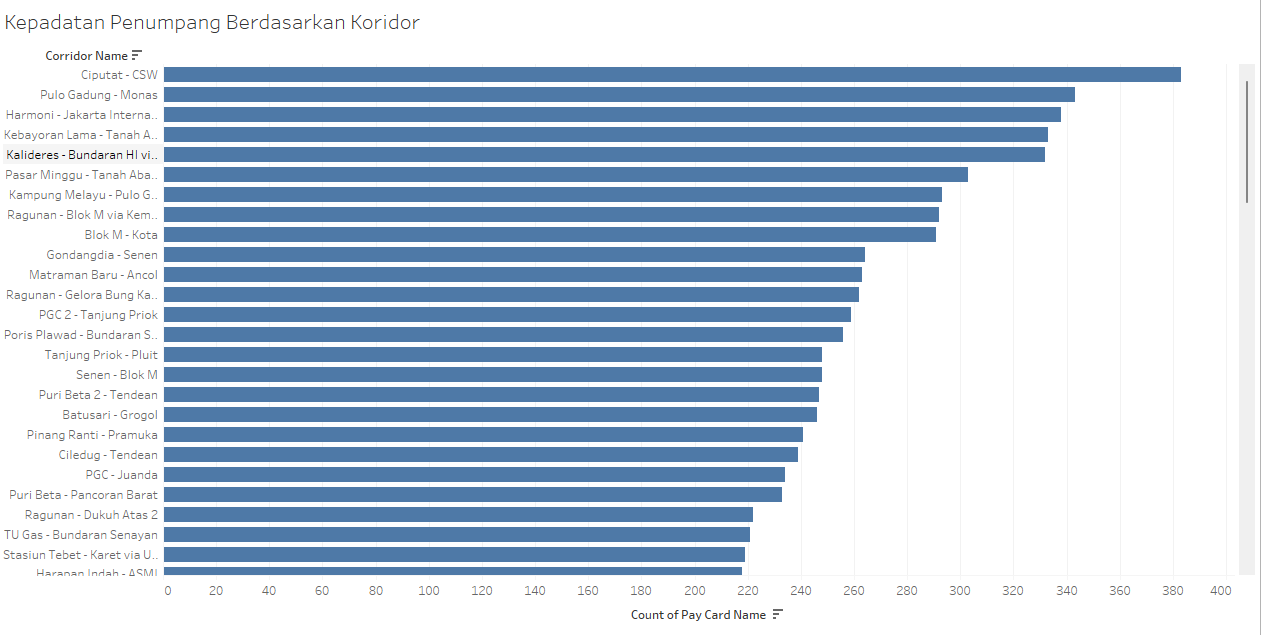 Kepadatan Penumpang Berdasarkan Koridor
Corridor Name
Ciputat - CSW
Pulo Gadung - Monas
Harmoni - Jakarta Interna..
Kebayoran Lama - Tanah A..
Kalideres - Bundaran HI vi..
Pasar Minggu - Tanah Aba..
Kampung Melayu - Pulo G..
Ragunan - Blok M via Kem..
Blok M - Kota
Gondangdia - Senen
Matraman Baru - Ancol
Ragunan - Gelora Bung Ka..
PGC 2 - Tanjung Priok
Poris Plawad - Bundaran S..
Tanjung Priok - Pluit
Senen - Blok M
Puri Beta 2 - Tendean
Batusari - Grogol
Pinang Ranti - Pramuka
Ciledug - Tendean
PGC - Juanda
Puri Beta - Pancoran Barat
Ragunan - Dukuh Atas 2
TU Gas - Bundaran Senayan
Stasiun Tebet - Karet via U..
Harapan Indah - ASMI
0 20 40 60 80 100 120 140 160 180 200 220 240 260 280 300 320 340 360 380 400
Count of Pay Card Name